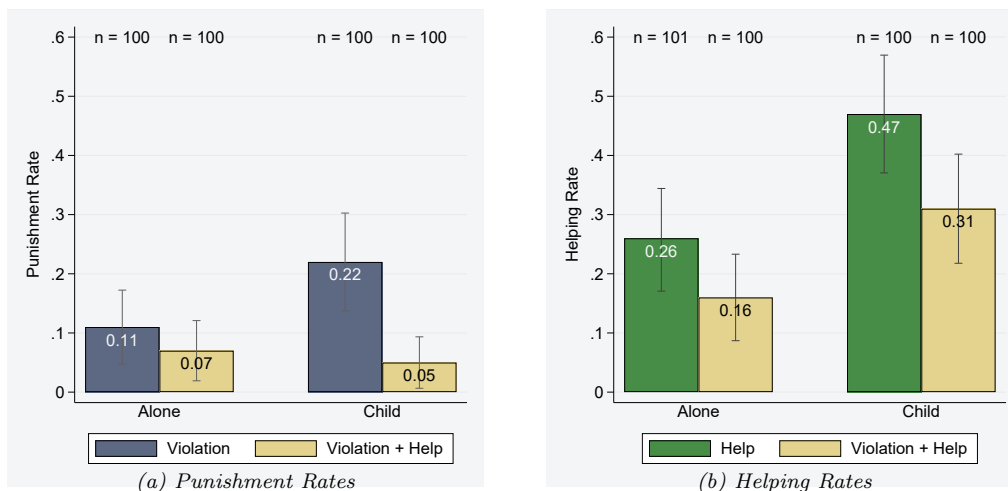 n = 100 n = 100 n = 100 n = 100
.6
.5
.4
.3
.2
.1
0
Punishment Rate
0.11
0.07
0.22
0.05
Alone Child
Violation Violation + Help
(a) Punishment Rates
n = 101 n = 100 n = 100 n = 100
.6
.5
.4
.3
.2
.1
0
Helping Rate
0.26
0.16
0.47
0.31
Alone Child
Help Violation + Help
(b) Helping Rates